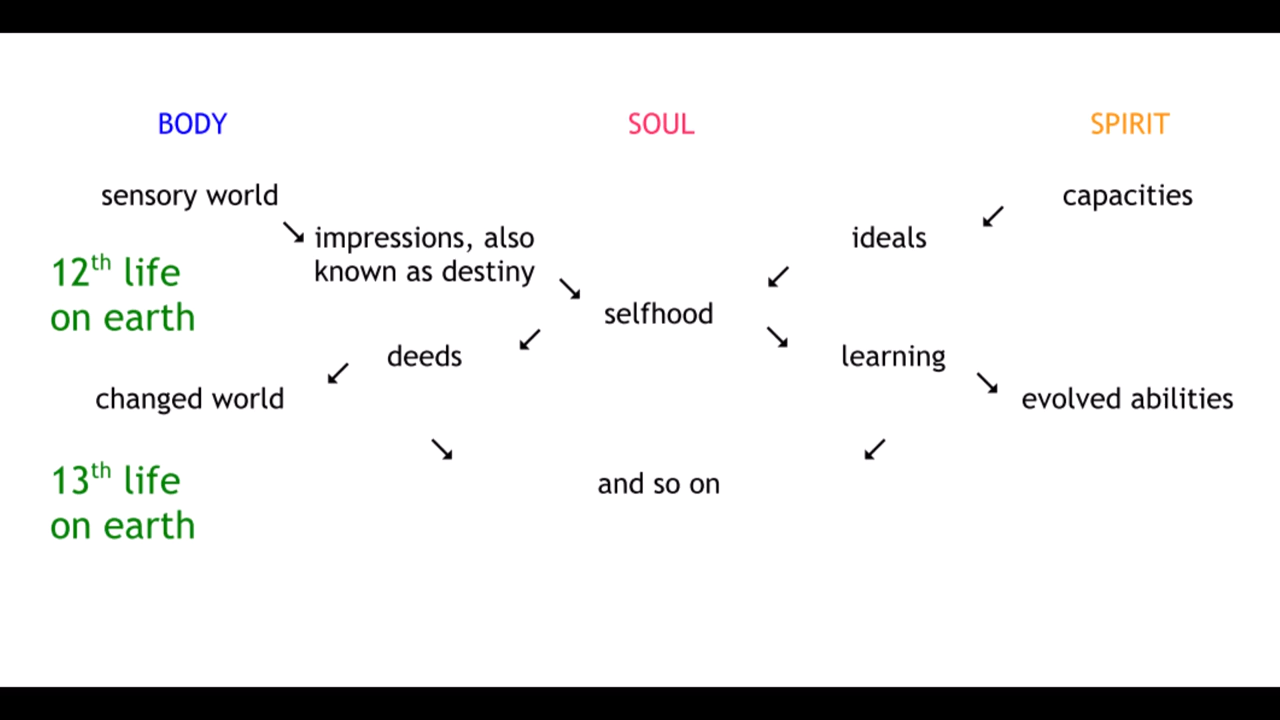 BODY SOUL SPIRIT
sensory world capacities
impressions, also ideals
known as destiny
12th life
on earth
selfhood
deeds learning
changed world evolved abilities
13th life
on earth
and so on